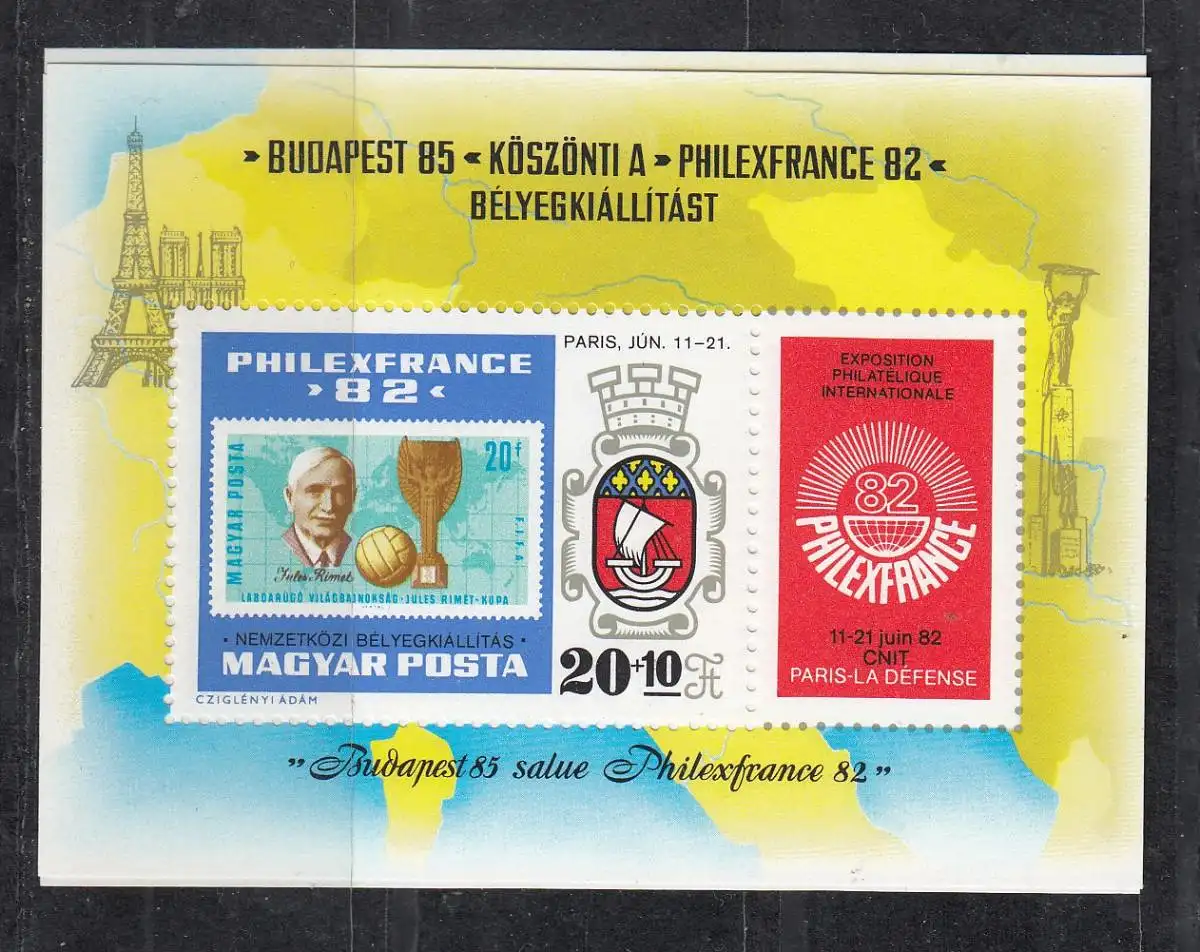 »BUDAPEST 85« KÖSZÖNTI A »PHILEXFRANCE 82«
BÉLYEGKIÁLLÍTÁST
PHILEXFRANCE
»82«
MAGYAR POSTA
20f
F.I.F.A.
Jules Rimet
LABDARÚGÓ VILÁGBAJNOKSÁG·JULES RIMET-KUPA
· NEMZETKÖZI BÉLYEGKIÁLLÍTÁS ·
MAGYAR POSTA
CZIGLÉNYI ÁDÁM
PARIS, JÚN. 11-21.
20+10 Ft
EXPOSITION
PHILATÉLIQUE
INTERNATIONALE
82
PHILEXFRANCE
11-21 juin 82
CNIT
PARIS-LA DÉFENSE
„Budapest 85 salue Philexfrance 82”